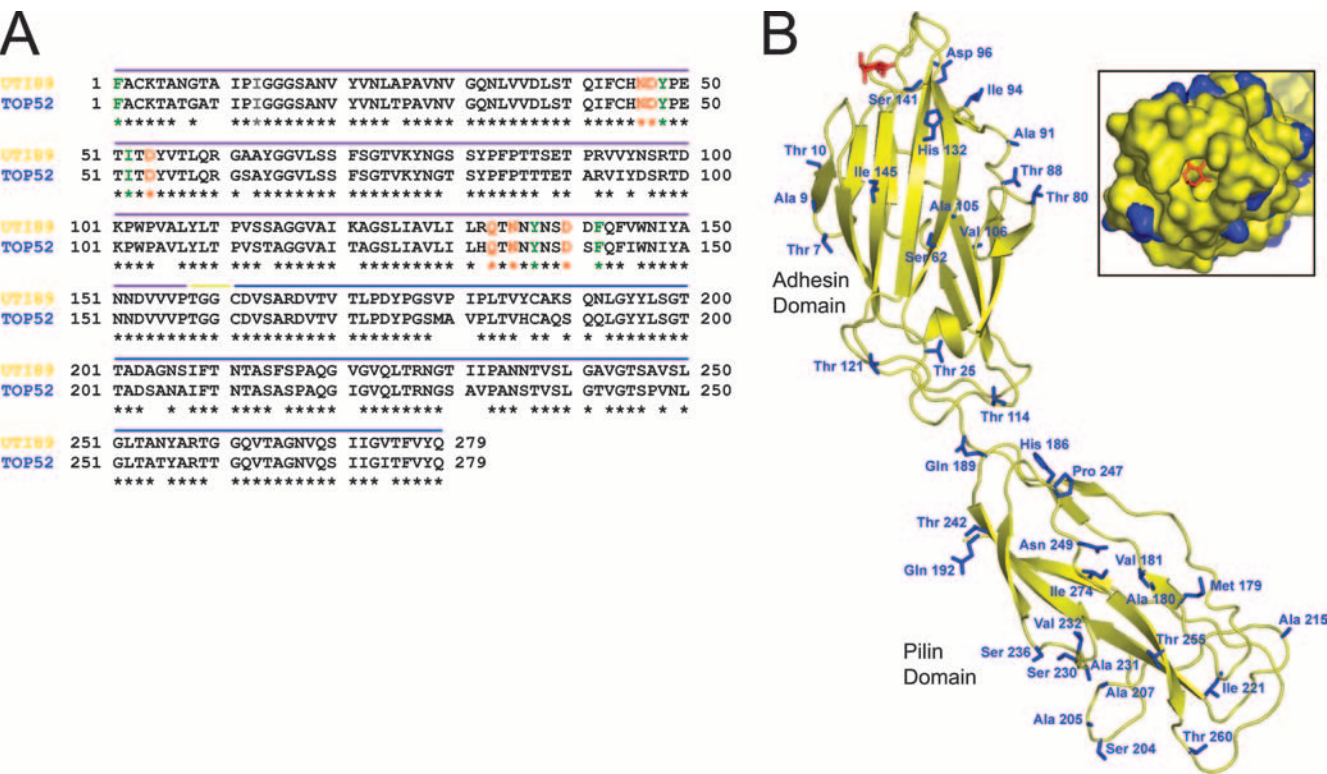 A
UTI89 1 FACKTANGTA IPIGGGSANV YVNLAPAVNV GQNLVVDLST QIFCHNDYPE 50
TOP52 1 FACKTATGAT IPIGGGSANV YVNLTPAVNV GQNLVVDLST QIFCHNDYPE 50
****** * ********** **** ***** ********** **********
UTI89 51 TITDYVTLQR GAAYGGVLSS FSGTVKYNGS SYPFPTTSET PRVVYNSRTD 100
TOP52 51 TITDYVTLQR GSAYGGVLSS FSGTVKYNGS SYPFPTTTET ARVIYDSRTD 100
********** * ******** ********** ******* ** ** * ****
UTI89 101 KPWPVALYLT PVSSAGGVAI KAGSLIAVLI LRQTNNYNSD DFQFVWNIYA 150
TOP52 101 KPWPAVLYLT PVSTAGGVAI KAGSLIAVLI LHQTNNYNSD SFQFIWNIYA 150
**** **** *** ****** ********** * ******** *** *****
UTI89 151 NNDVVVPTGG CDVSARDVTV TLPDYPGSVP IPLTVYCAKS QNLGYYLSGT 200
TOP52 151 NNDVVVPTGG CDVSARDVTV TLPDYPGSMA VPLTVHCAQS QQLGYYLSGT 200
********** ********** ******** **** ** * * ********
UTI89 201 TADAGNSIFT NTASFSPAQG VGVQLTRNGT IIPANNTVSL GAVGTSAVSL 250
TOP52 201 TADSANAIFT NTASASPAQG IGVQLTRNGS AVPANSTVSL GTVGTSPVNL 250
*** * *** **** ***** ******** *** **** * **** * *
UTI89 251 GLTANYARTG GQVTAGNVQS IIGVTFVYQ 279
TOP52 251 GLTATYARTT GQVTAGNVQS IIGITFVYQ 279
**** **** ********** *** *****
B
Asp 96
Ser 141
Ile 94
Ala 91
His 132
Thr 10
Ile 145
Thr 88
Thr 80
Ala 9
Ala 105
Val 106
Thr 7
Ser 62
Adhesin
Domain
Thr 121
Thr 25
Thr 114
His 186
Gln 189
Pro 247
Thr 242
Asn 249
Val 181
Gln 192
Ile 274
Ala 180
Met 179
Ala 215
Val 232
Thr 255
Pilin
Domain
Ser 236
Ser 230
Ala 231
Ala 207
Ile 221
Ala 205
Ser 204
Thr 260